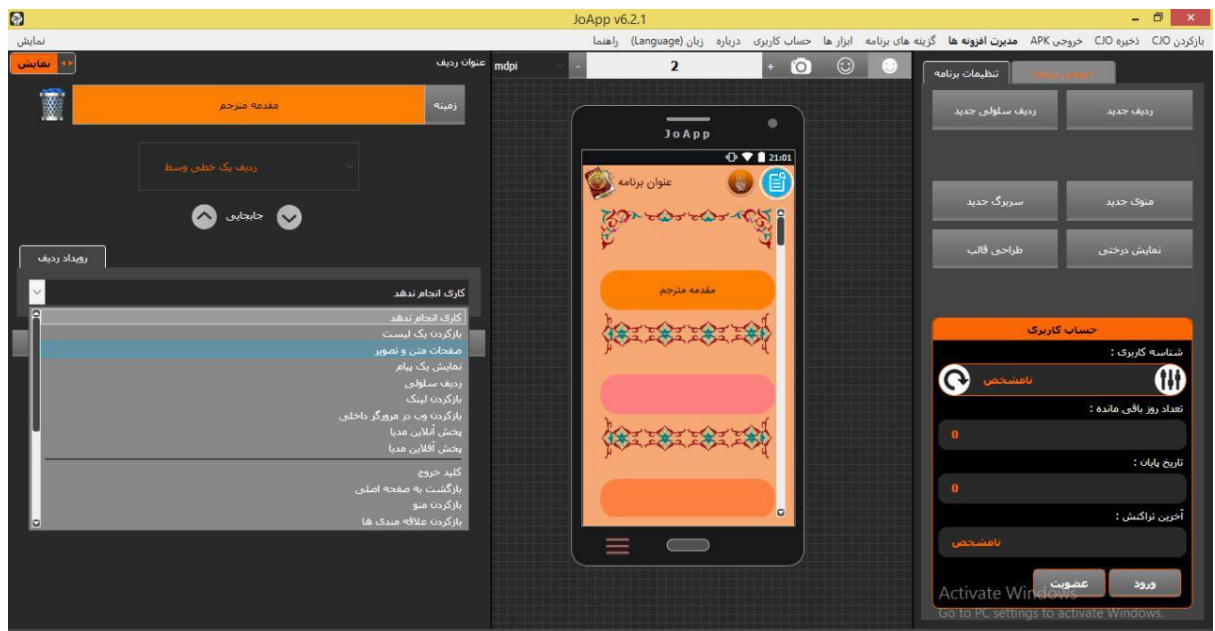 JoApp v6.2.1
بازکردن CJO ذخیره CJO خروجی APK مدیرت افزونه ها گزینه های برنامه ابزار ها حساب کاربری درباره زبان (Language) راهنما
نمایش
تنظیمات برنامه
ردیف جدید
ردیف سلولی جدید
منوی جدید
سربرگ جدید
نمایش درختی
طراحی قالب
حساب کاربری
شناسه کاربری :
نامشخص
تعداد روز باقی مانده :
0
تاریخ پایان :
0
آخرین تراکنش :
نامشخص
ورود
عضویت
Activate Windows
Go to PC settings to activate Windows.
mdpi
-
2
+
JoApp
21:01
عنوان برنامه
مقدمه مترجم
عنوان ردیف
نمایش
زمینه
مقدمه مترجم
ردیف یک خطی وسط
جابجایی
رویداد ردیف
کاری انجام ندهد
کاری انجام ندهد
بازکردن یک لیست
صفحات متن و تصویر
نمایش یک پیام
ردیف سلولی
بازکردن لینک
بازکردن وب در مرورگر داخلی
پخش آنلاین مدیا
پخش آفلاین مدیا
کلید خروج
بازگشت به صفحه اصلی
بازکردن منو
بازکردن علاقه مندی ها